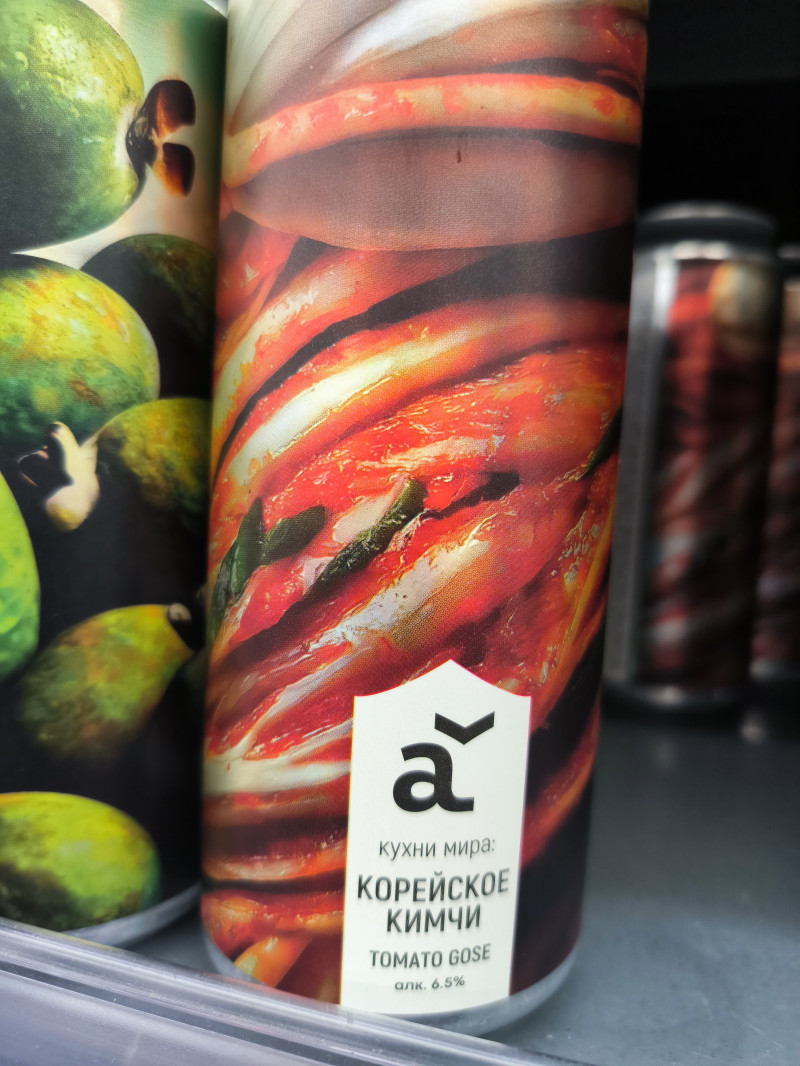 ǎ
кухни мира:
КОРЕЙСКОЕ
КИМЧИ
TOMATO GOSE
алк. 6.5%